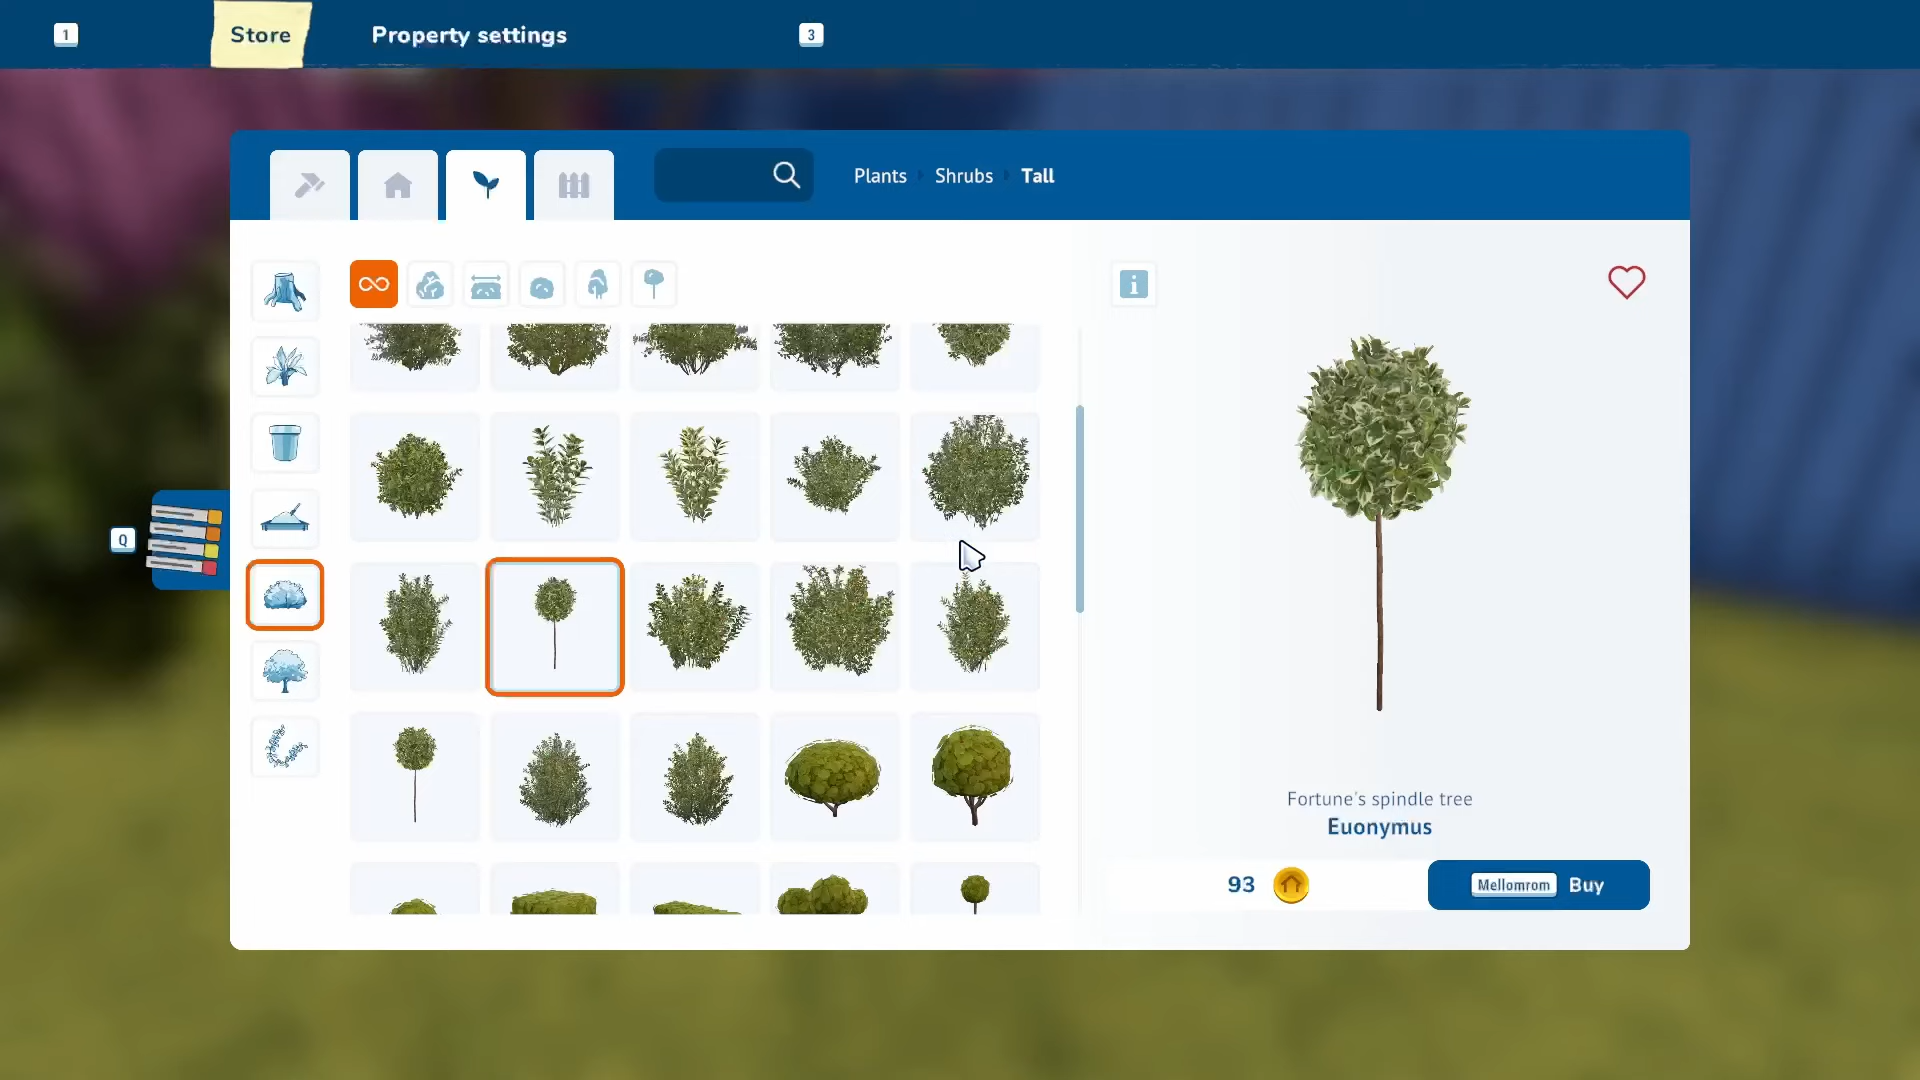 1
Store
Property settings
3
Plants Shrubs Tall
Q
i
Fortune's spindle tree
Euonymus
93
Mellomrom Buy